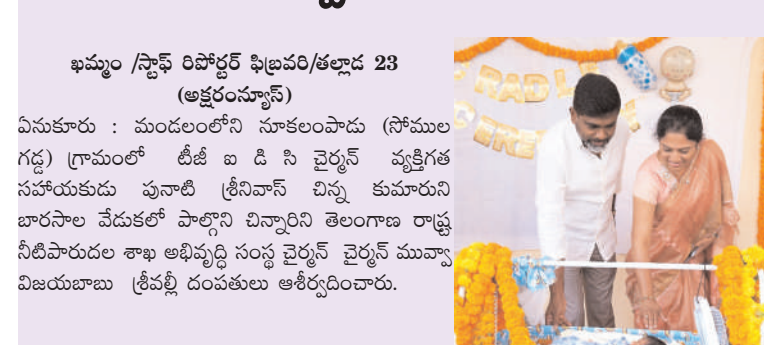 ఖమ్మం /స్టాఫ్ రిపోర్టర్ ఫిబ్రవరి/తల్లాడ 23
(అక్షరంన్యూస్)
ఏనుకూరు : మండలంలోని నూకలంపాడు (సోముల
గడ్డ) గ్రామంలో టీజీ ఐ డి సి చైర్మన్ వ్యక్తిగత
సహాయకుడు పునాటి శ్రీనివాస్ చిన్న కుమారుని
బారసాల వేడుకలో పాల్గొని చిన్నారిని తెలంగాణ రాష్ట్ర
నీటిపారుదల శాఖ అభివృద్ధి సంస్థ చైర్మన్ చైర్మన్ మువ్వా
విజయబాబు శ్రీవల్లీ దంపతులు ఆశీర్వదించారు.